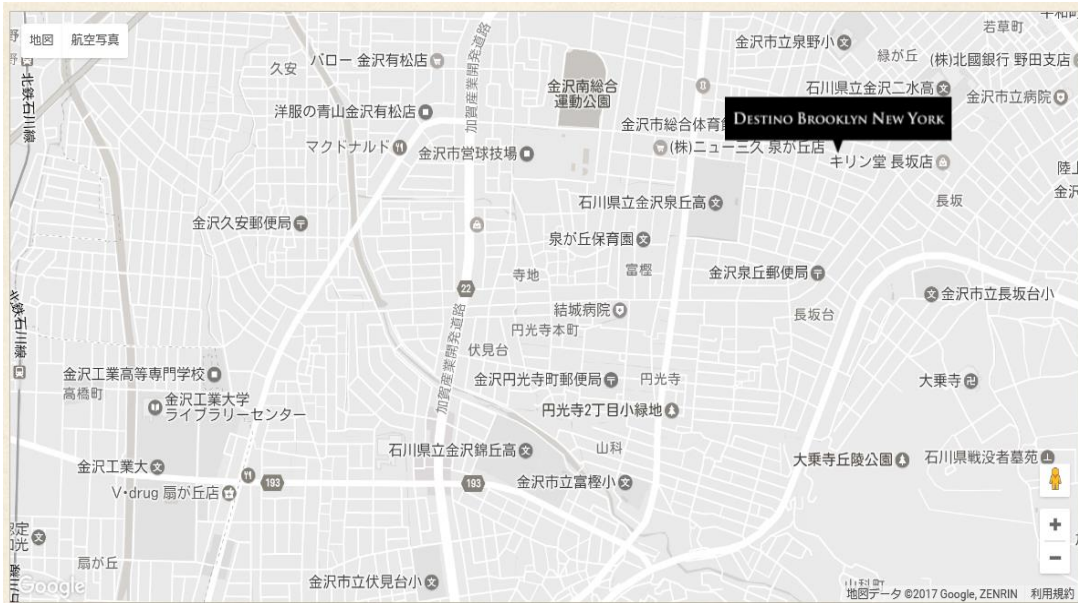 地図 航空写真
若草町
金沢市立泉野小
緑が丘
(株)北國銀行 野田支店
久安
バロー 金沢有松店
加賀産業開発道路
北鉄石川線
金沢南総合
運動公園
石川県立金沢二水高
金沢市立病院
洋服の青山金沢有松店
金沢市総合体育館
DESTINO BROOKLYN NEW YORK
マクドナルド
金沢市営球技場
(株)ニュー三久 泉が丘店
キリン堂 長坂店
長坂
石川県立金沢泉丘高
金沢久安郵便局
泉が丘保育園
寺地
富樫
金沢泉丘郵便局
22
金沢市立長坂台小
北鉄石川線
結城病院
長坂台
円光寺本町
加賀産業開発道路
伏見台
金沢工業高等専門学校
高橋町
金沢円光寺町郵便局
円光寺
大乗寺
金沢工業大学
ライブラリーセンター
円光寺2丁目小緑地
石川県立金沢錦丘高
山科
大乗寺丘陵公園
石川県戦没者墓苑
金沢工業大
193
193
金沢市立富樫小
V・drug 扇が丘店
扇が丘
金沢市立伏見台小
山科町
Google
地図データ ©2017 Google, ZENRIN 利用規約